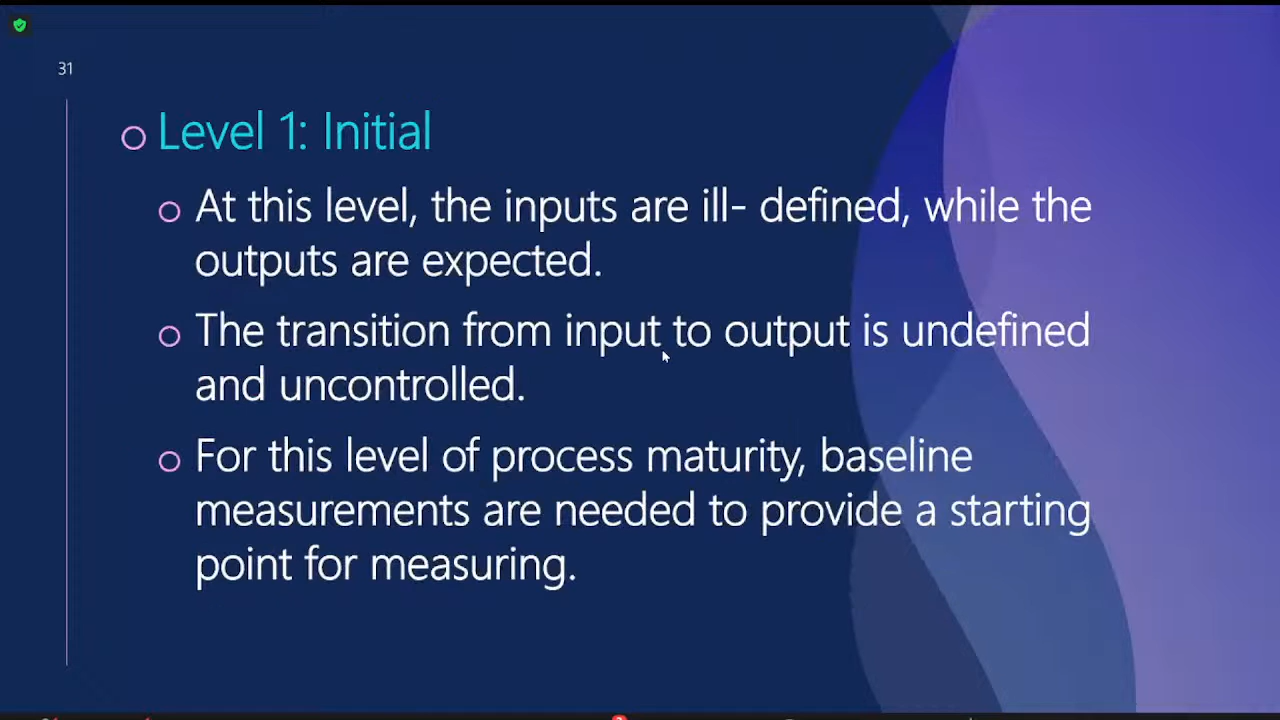 31
Level 1: Initial
At this level, the inputs are ill- defined, while the
outputs are expected.
The transition from input to output is undefined
and uncontrolled.
For this level of process maturity, baseline
measurements are needed to provide a starting
point for measuring.